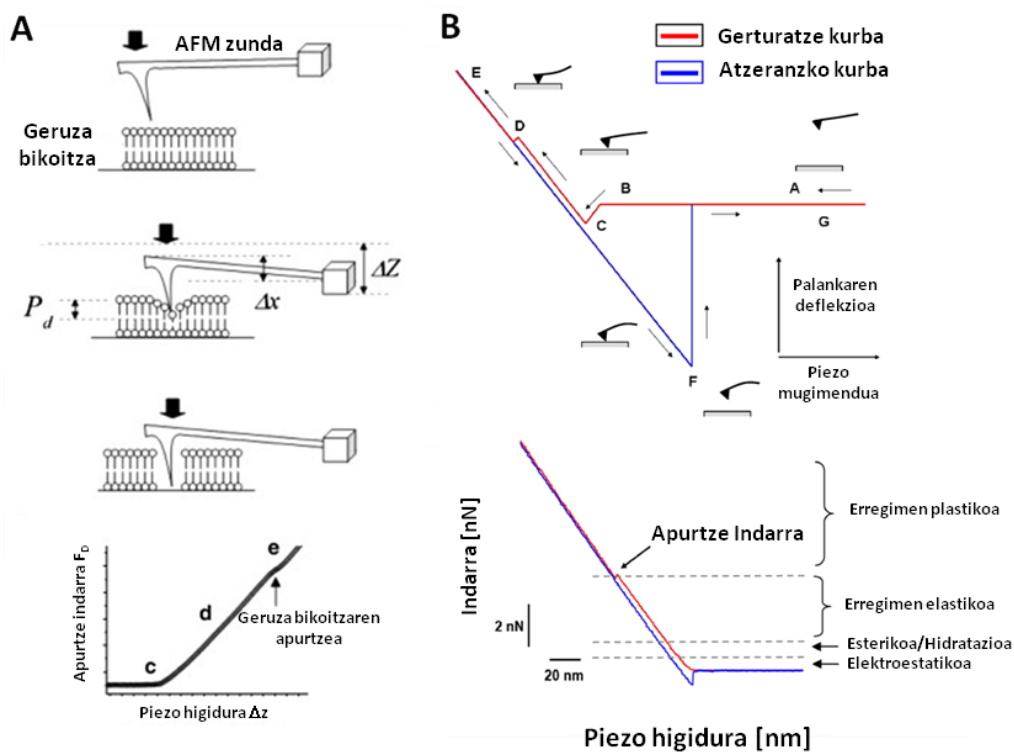 A
AFM zunda
Geruza
bikoitza
ΔZ
Δx
P_d
Apurtze indarra F_D
c
d
e
Geruza bikoitzaren
apurtzea
Piezo higidura Δz
B
Gerturatze kurba
Atzeranzko kurba
E
D
B
C
A
G
F
Palankaren
deflekzioa
Piezo
mugimendua
Indarra [nN]
Apurtze Indarra
2 nN
20 nm
Erregimen plastikoa
Erregimen elastikoa
Esterikoa/Hidratazioa
Elektroestatikoa
Piezo higidura [nm]